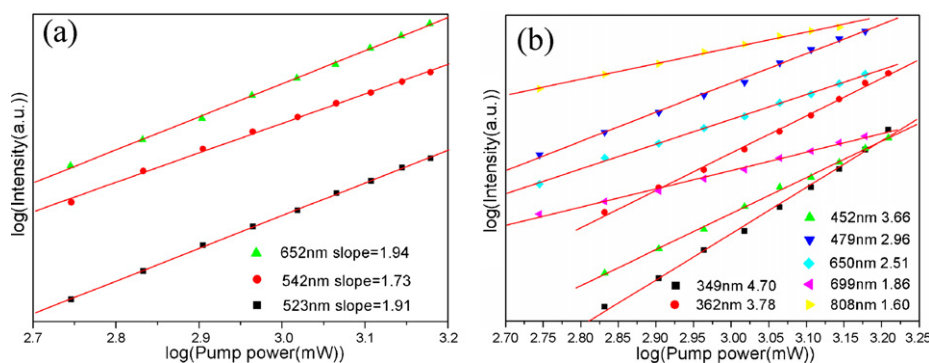 (a)
log(Intensity(a.u.)
652nm slope=1.94
542nm slope=1.73
523nm slope=1.91
2.7 2.8 2.9 3.0 3.1 3.2
log(Pump power(mW))
(b)
log(Intensity(a.u.)
452nm 3.66
479nm 2.96
650nm 2.51
349nm 4.70 699nm 1.86
362nm 3.78 808nm 1.60
2.70 2.75 2.80 2.85 2.90 2.95 3.00 3.05 3.10 3.15 3.20 3.25
log(Pump power(mW))